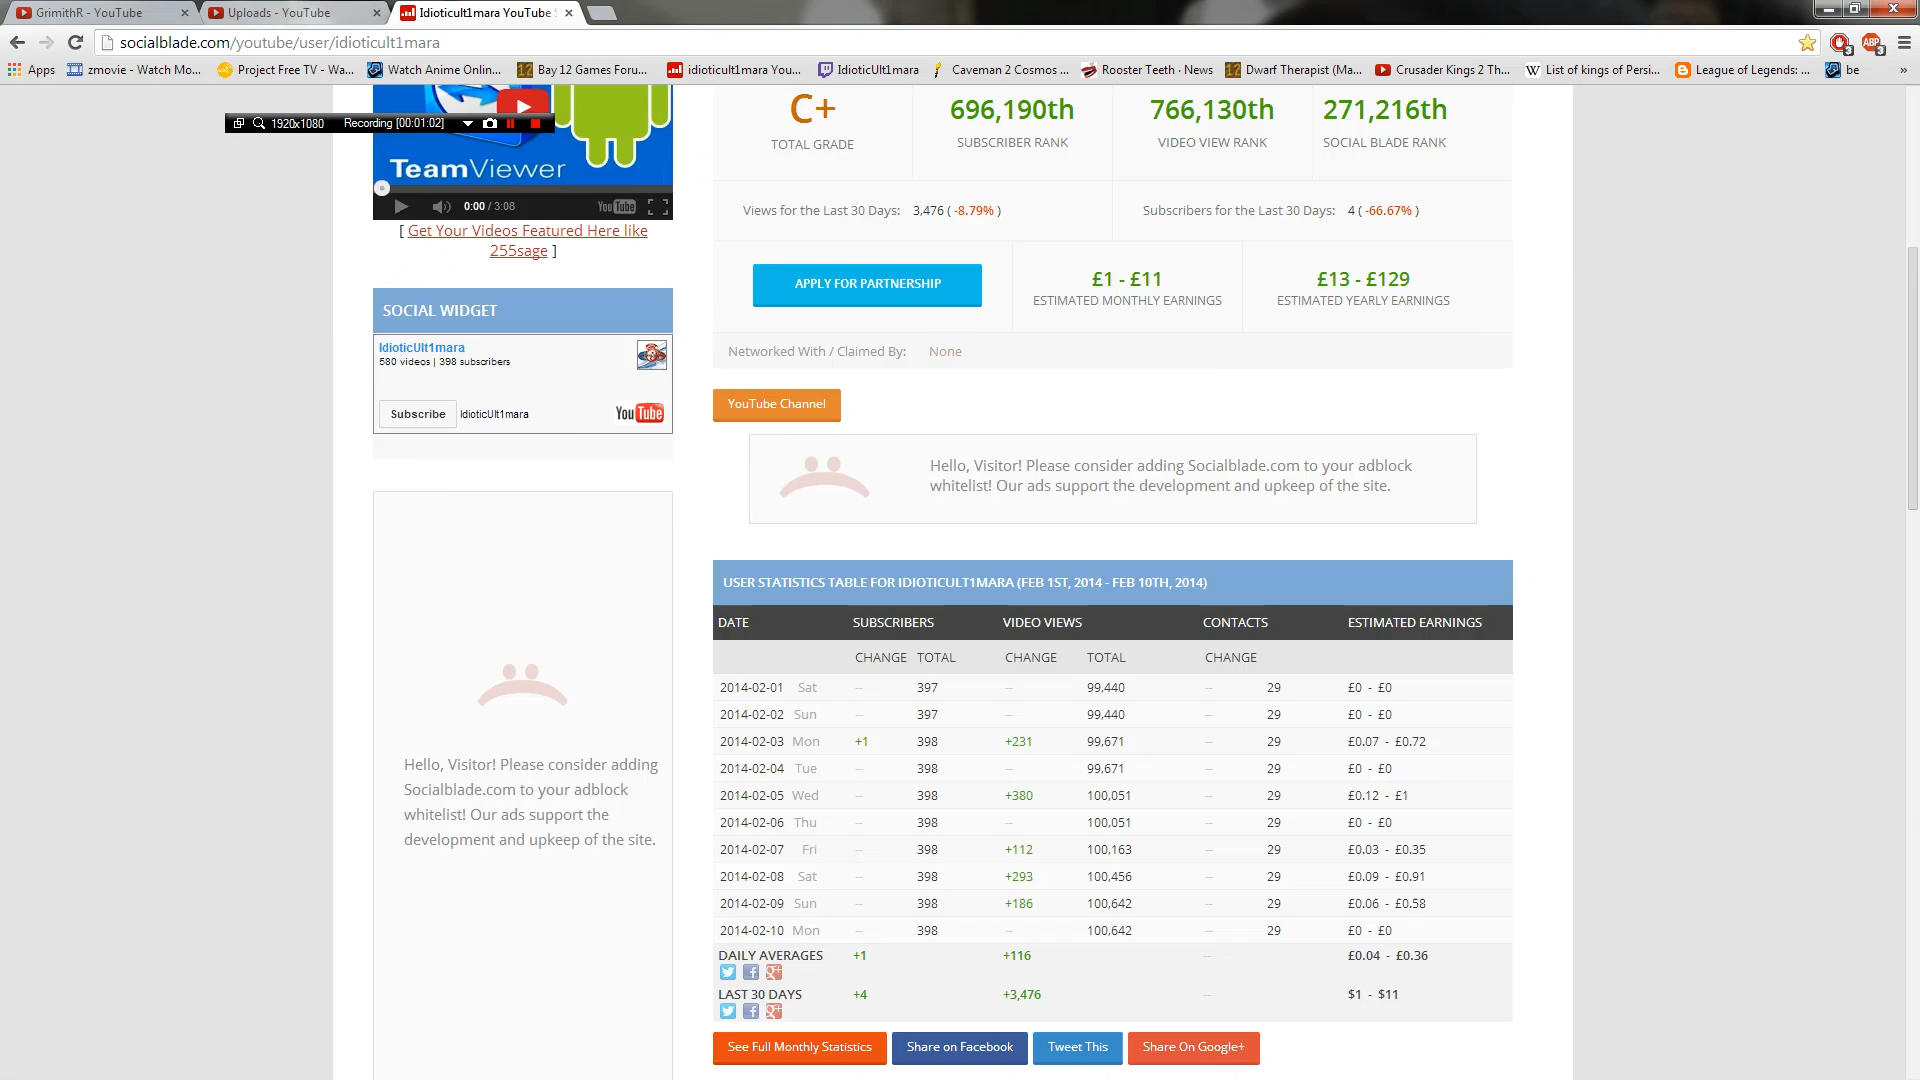 GrimithR - YouTube
Uploads - YouTube
Idioticult1mara YouTube
socialblade.com/youtube/user/idioticult1mara
3
ABP
3
Apps
zmovie - Watch Mo...
Project Free TV - Wa...
Watch Anime Onlin...
Bay 12 Games Foru...
idioticult1mara You...
IdioticUlt1mara
Caveman 2 Cosmos ...
Rooster Teeth · News
Dwarf Therapist (Ma...
Crusader Kings 2 Th...
List of kings of Persi...
League of Legends: ...
be
»
1920x1080 Recording [00:01:02]
TeamViewer
0:00 / 3:08
YouTube
[ Get Your Videos Featured Here like
255sage ]
SOCIAL WIDGET
IdioticUlt1mara
580 videos | 398 subscribers
Subscribe IdioticUlt1mara
YouTube
Hello, Visitor! Please consider adding
Socialblade.com to your adblock
whitelist! Our ads support the
development and upkeep of the site.
C+ 696,190th 766,130th 271,216th
TOTAL GRADE SUBSCRIBER RANK VIDEO VIEW RANK SOCIAL BLADE RANK
Views for the Last 30 Days: 3,476 ( -8.79% ) Subscribers for the Last 30 Days: 4 ( -66.67% )
APPLY FOR PARTNERSHIP £1 - £11 £13 - £129
ESTIMATED MONTHLY EARNINGS ESTIMATED YEARLY EARNINGS
Networked With / Claimed By: None
YouTube Channel
Hello, Visitor! Please consider adding Socialblade.com to your adblock
whitelist! Our ads support the development and upkeep of the site.
USER STATISTICS TABLE FOR IDIOTICULT1MARA (FEB 1ST, 2014 - FEB 10TH, 2014)
DATE SUBSCRIBERS VIDEO VIEWS CONTACTS ESTIMATED EARNINGS
CHANGE TOTAL CHANGE TOTAL CHANGE
2014-02-01 Sat -- 397 -- 99,440 -- 29 £0 - £0
2014-02-02 Sun -- 397 -- 99,440 -- 29 £0 - £0
2014-02-03 Mon +1 398 +231 99,671 -- 29 £0.07 - £0.72
2014-02-04 Tue -- 398 -- 99,671 -- 29 £0 - £0
2014-02-05 Wed -- 398 +380 100,051 -- 29 £0.12 - £1
2014-02-06 Thu -- 398 -- 100,051 -- 29 £0 - £0
2014-02-07 Fri -- 398 +112 100,163 -- 29 £0.03 - £0.35
2014-02-08 Sat -- 398 +293 100,456 -- 29 £0.09 - £0.91
2014-02-09 Sun -- 398 +186 100,642 -- 29 £0.06 - £0.58
2014-02-10 Mon -- 398 -- 100,642 -- 29 £0 - £0
DAILY AVERAGES +1 +116 -- £0.04 - £0.36
LAST 30 DAYS +4 +3,476 -- $1 - $11
See Full Monthly Statistics
Share on Facebook
Tweet This
Share On Google+